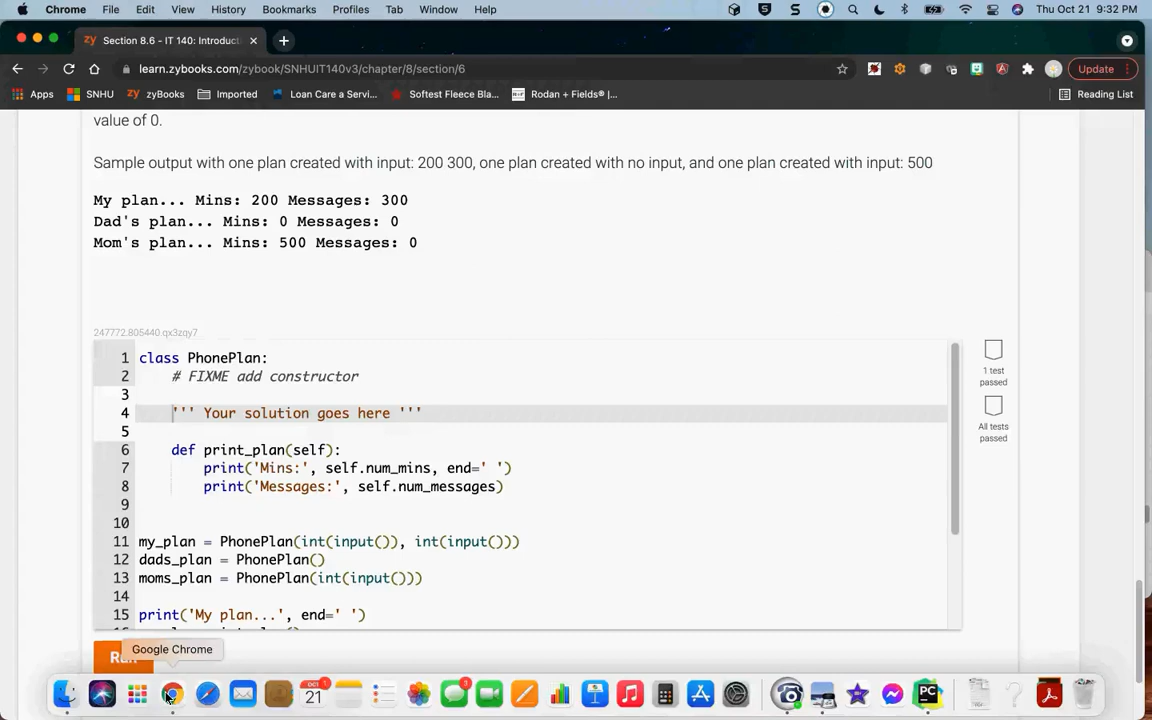 Chrome File Edit View History Bookmarks Profiles Tab Window Help Thu Oct 21 9:32 PM
zy Section 8.6 - IT 140: Introduct
learn.zybooks.com/zybook/SNHUIT140v3/chapter/8/section/6 Update
Apps SNHU zy zyBooks Imported Loan Care a Servi... Softest Fleece Bla... R+F Rodan + Fields® |... Reading List
value of 0.
Sample output with one plan created with input: 200 300, one plan created with no input, and one plan created with input: 500
My plan... Mins: 200 Messages: 300
Dad's plan... Mins: 0 Messages: 0
Mom's plan... Mins: 500 Messages: 0
247772.805440.qx3zqy7
1 class PhonePlan:
2 # FIXME add constructor
3
4 ''' Your solution goes here '''
5
6 def print_plan(self):
7 print('Mins:', self.num_mins, end=' ')
8 print('Messages:', self.num_messages)
9
10
11 my_plan = PhonePlan(int(input()), int(input()))
12 dads_plan = PhonePlan()
13 moms_plan = PhonePlan(int(input()))
14
15 print('My plan...', end=' ')
1 test
passed
All tests
passed
Google Chrome
OCT
21
1
3
PC